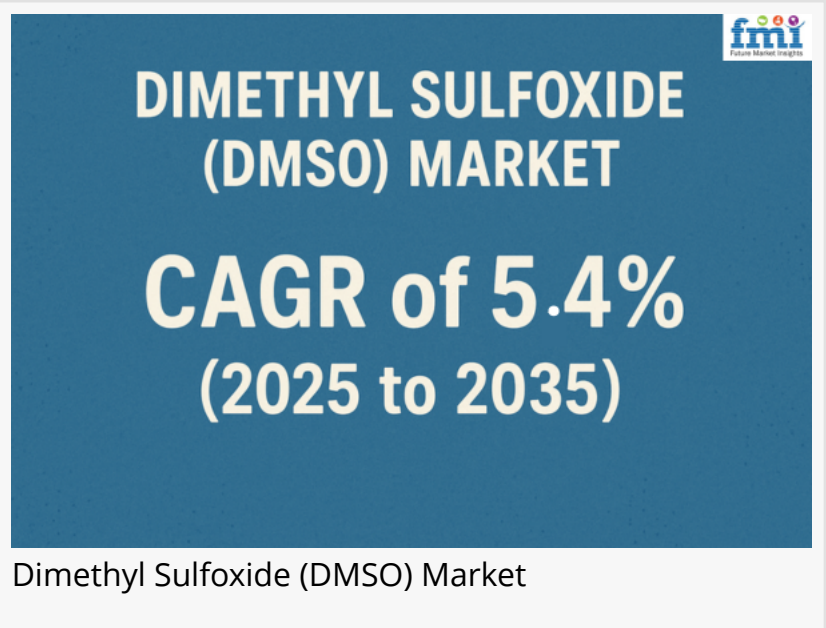 fmi
Future Market Insights
DIMETHYL SULFOXIDE
(DMSO) MARKET
CAGR of 5.4%
(2025 to 2035)
Dimethyl Sulfoxide (DMSO) Market